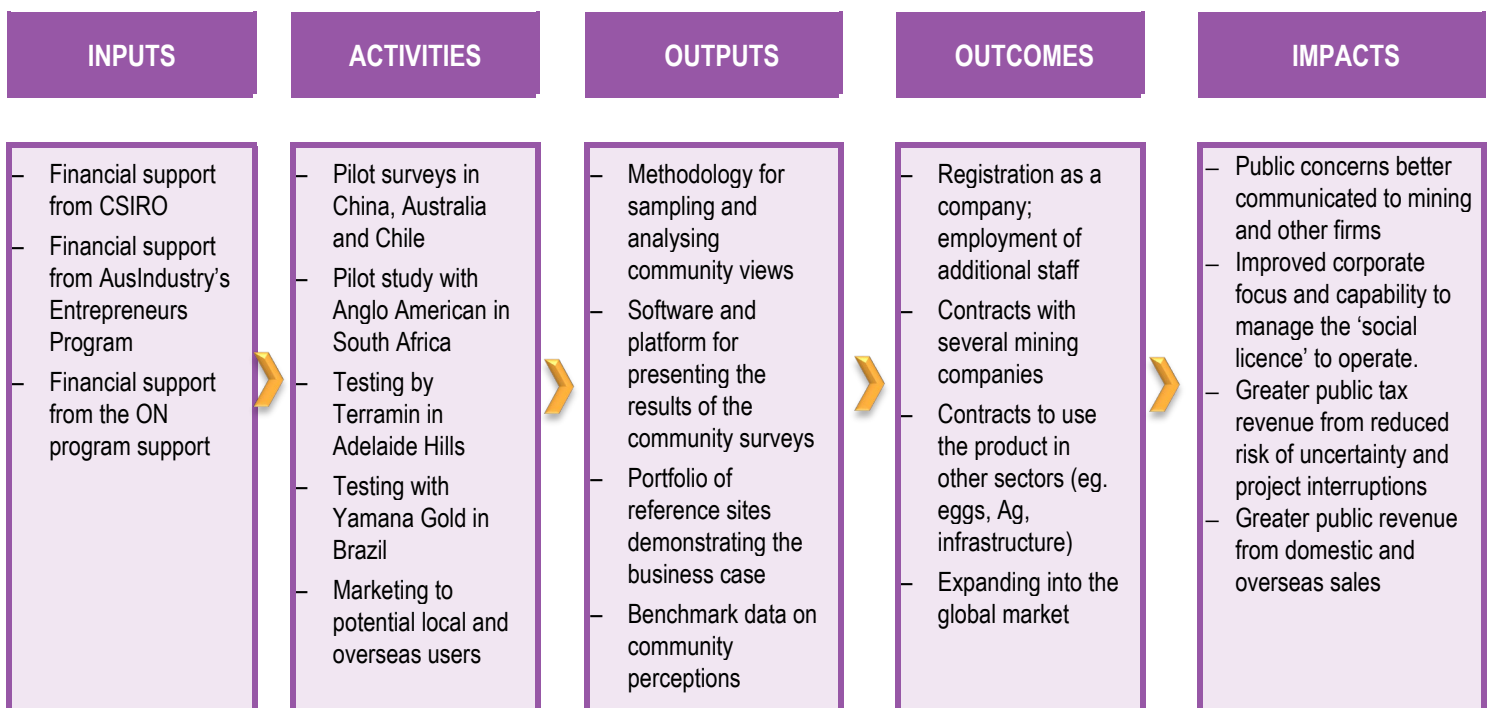 INPUTS
ACTIVITIES
OUTPUTS
OUTCOMES
IMPACTS
– Financial support
from CSIRO
– Financial support
from AusIndustry’s
Entrepreneurs
Program
– Financial support
from the ON
program support
– Pilot surveys in
China, Australia
and Chile
– Pilot study with
Anglo American in
South Africa
– Testing by
Terramin in
Adelaide Hills
– Testing with
Yamana Gold in
Brazil
– Marketing to
potential local and
overseas users
– Methodology for
sampling and
analysing
community views
– Software and
platform for
presenting the
results of the
community surveys
– Portfolio of
reference sites
demonstrating the
business case
– Benchmark data on
community
perceptions
– Registration as a
company;
employment of
additional staff
– Contracts with
several mining
companies
– Contracts to use
the product in
other sectors (eg.
eggs, Ag,
infrastructure)
– Expanding into the
global market
– Public concerns better
communicated to mining
and other firms
– Improved corporate
focus and capability to
manage the ‘social
licence’ to operate.
– Greater public tax
revenue from reduced
risk of uncertainty and
project interruptions
– Greater public revenue
from domestic and
overseas sales